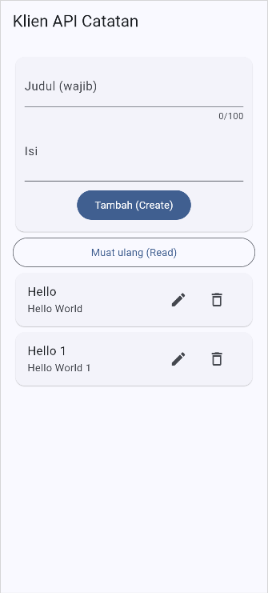 Klien API Catatan
Judul (wajib)
0/100
Isi
Tambah (Create)
Muat ulang (Read)
Hello
Hello World
Hello 1
Hello World 1